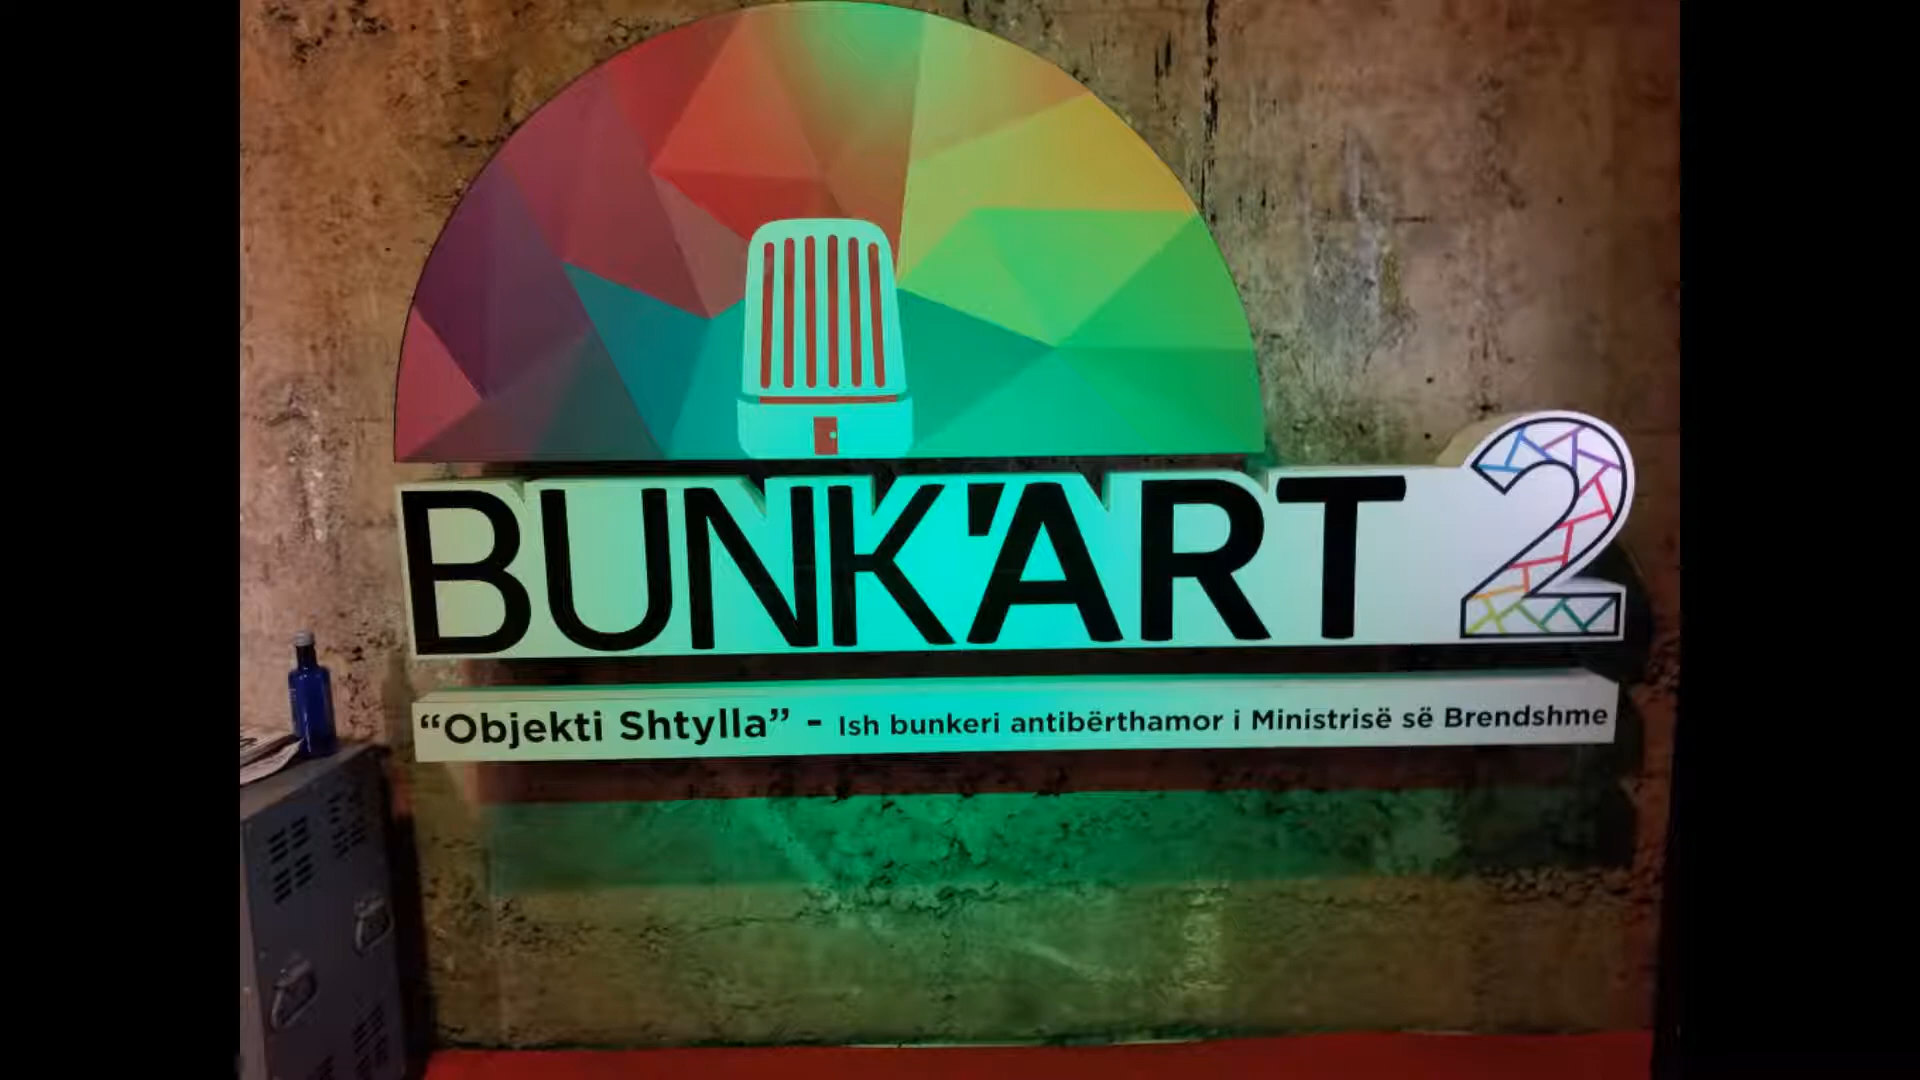 BUNK'ART 2
“Objekti Shtylla” - Ish bunkeri antibërthamor i Ministrisë së Brendshme